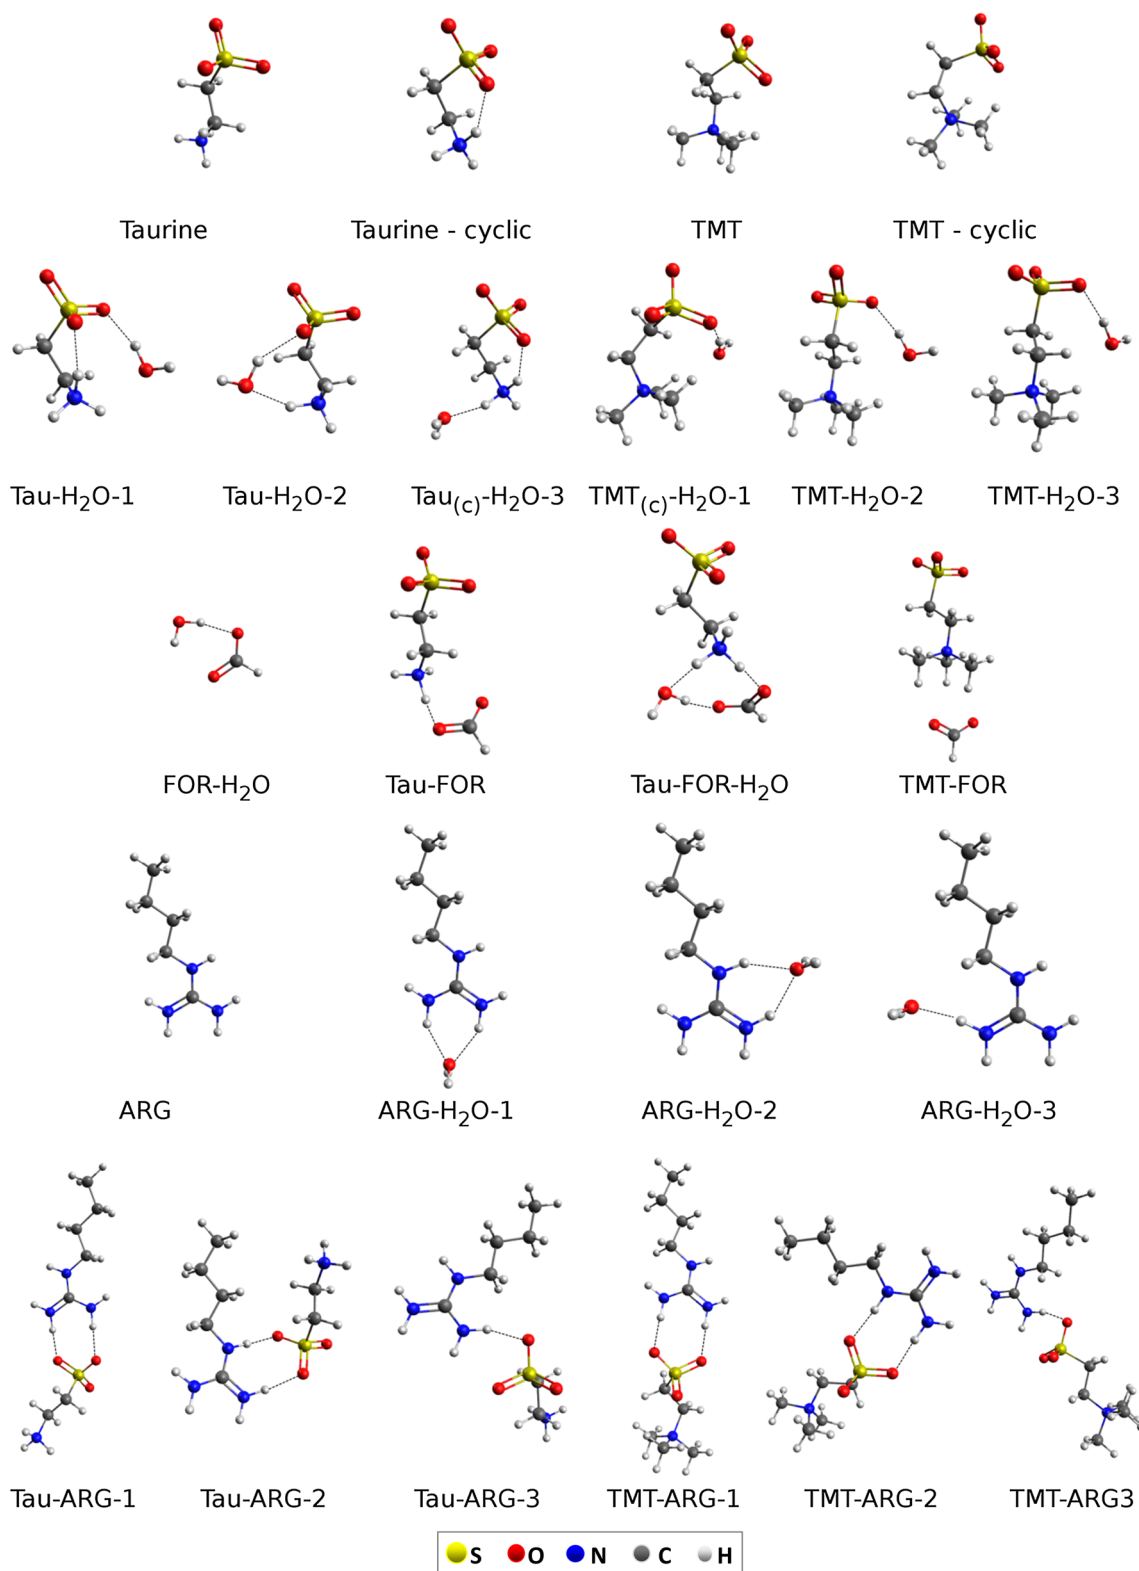 Taurine Taurine - cyclic TMT TMT - cyclic
Tau-H₂O-1 Tau-H₂O-2 Tau₍c₎-H₂O-3 TMT₍c₎-H₂O-1 TMT-H₂O-2 TMT-H₂O-3
FOR-H₂O Tau-FOR Tau-FOR-H₂O TMT-FOR
ARG ARG-H₂O-1 ARG-H₂O-2 ARG-H₂O-3
Tau-ARG-1 Tau-ARG-2 Tau-ARG-3 TMT-ARG-1 TMT-ARG-2 TMT-ARG3
S O N C H